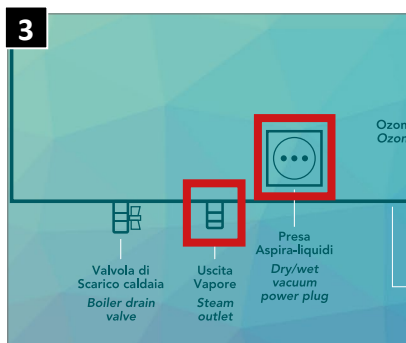 3
Ozon
Ozon
Valvola di
Scarico caldaia
Boiler drain
valve
Uscita
Vapore
Steam
outlet
Presa
Aspira-liquidi
Dry/wet
vacuum
power plug